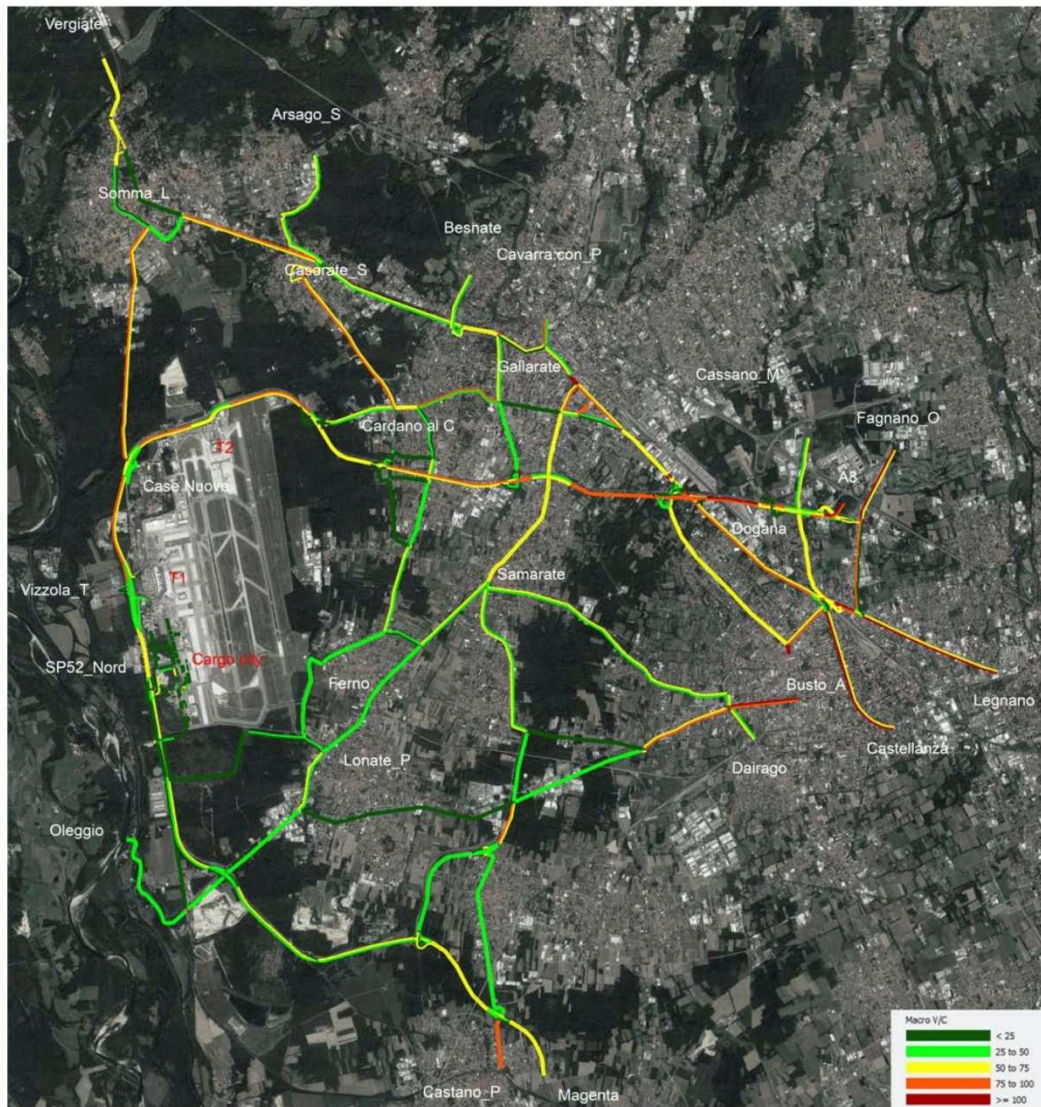 Vergiate
Arsago_S
Somma_L
Besnate
Cavarra con_P
Casorate_S
Gallarate
Cassano_M
Fagnano_O
Cardano al C
T2
Case Nuove
A8
Dogana
Samarate
T1
Vizzola_T
SP52_Nord
Cargo city
Ferno
Busto_A
Legnano
Castellanza
Lonate_P
Dairago
Oleggio
Castano_P
Magenta
Macro V/C
< 25
25 to 50
50 to 75
75 to 100
>= 100